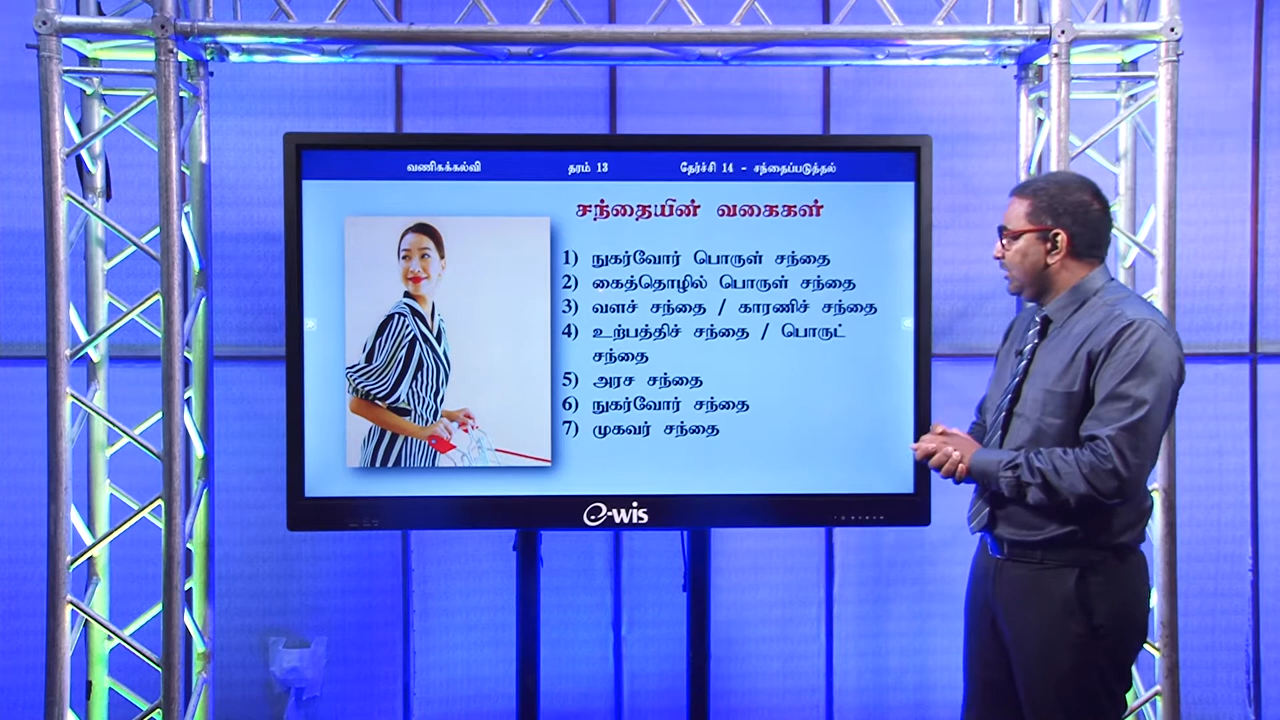 வணிகக்கல்வி தரம் 13 தேர்ச்சி 14 - சந்தைப்படுத்தல்
சந்தையின் வகைகள்
1) நுகர்வோர் பொருள் சந்தை
2) கைத்தொழில் பொருள் சந்தை
3) வளச் சந்தை / காரணிச் சந்தை
4) உற்பத்திச் சந்தை / பொருட்
சந்தை
5) அரச சந்தை
6) நுகர்வோர் சந்தை
7) முகவர் சந்தை
e-wis